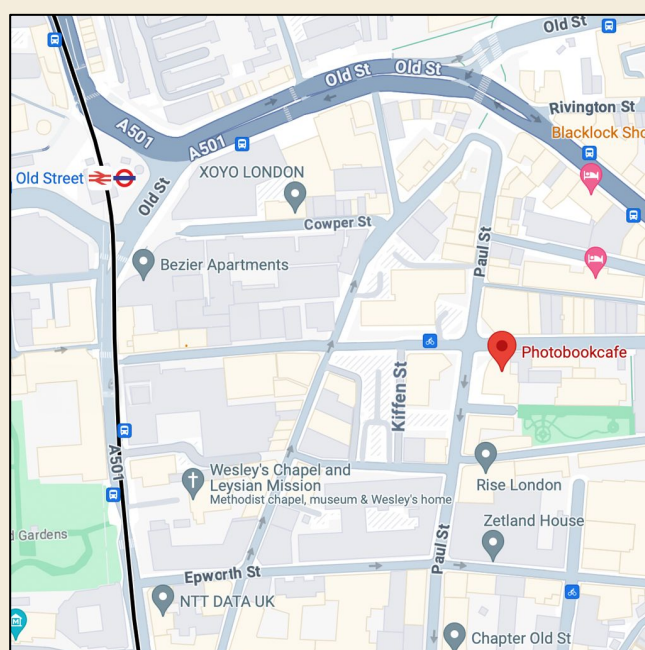 Old St
Old St
Old St
Rivington St
A501
A501
Blacklock Sho
Old Street
XOYO LONDON
Old St
Cowper St
Paul St
Bezier Apartments
Photobookcafe
Kiffen St
A501
Wesley's Chapel and
Leysian Mission
Methodist chapel, museum & Wesley's home
Rise London
d Gardens
Zetland House
Paul St
Epworth St
NTT DATA UK
Chapter Old St
M